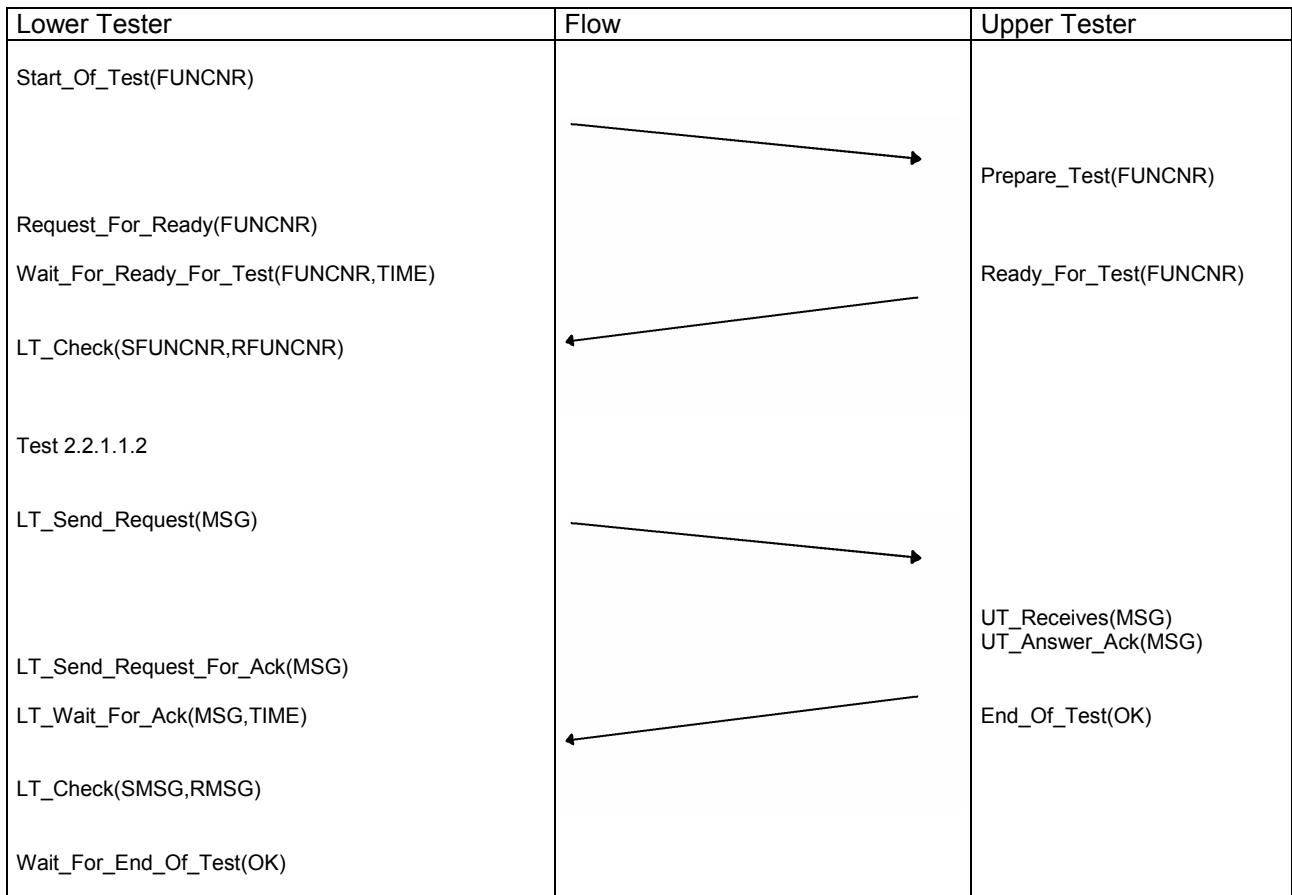 Lower Tester
Flow
Upper Tester
Start_Of_Test(FUNCNR)
Prepare_Test(FUNCNR)
Request_For_Ready(FUNCNR)
Wait_For_Ready_For_Test(FUNCNR,TIME)
Ready_For_Test(FUNCNR)
LT_Check(SFUNCNR,RFUNCNR)
Test 2.2.1.1.2
LT_Send_Request(MSG)
UT_Receives(MSG)
UT_Answer_Ack(MSG)
LT_Send_Request_For_Ack(MSG)
LT_Wait_For_Ack(MSG,TIME)
End_Of_Test(OK)
LT_Check(SMSG,RMSG)
Wait_For_End_Of_Test(OK)